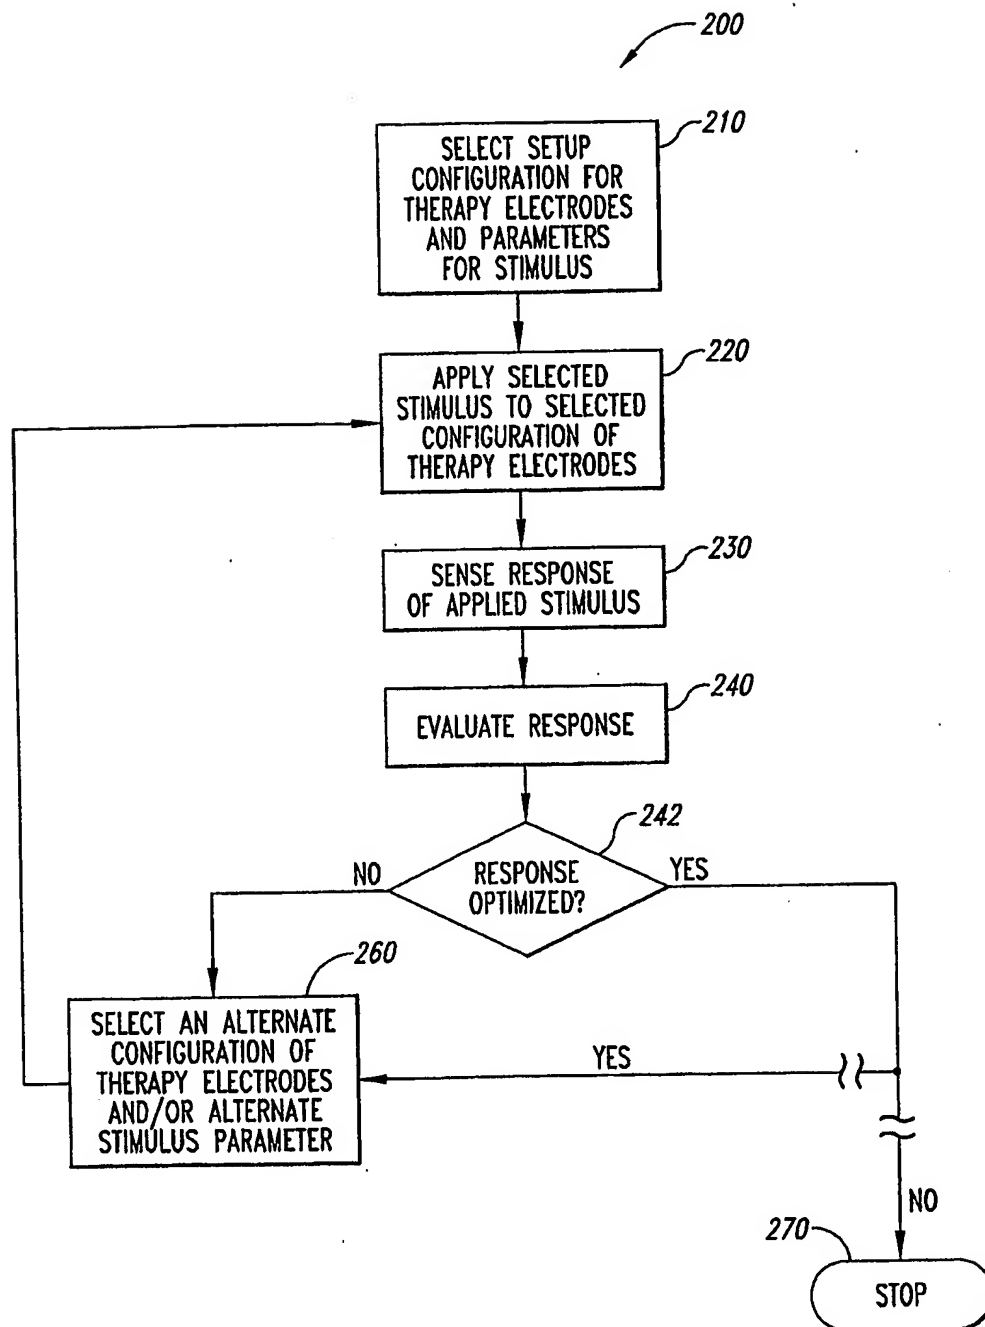 200
210
SELECT SETUP
CONFIGURATION FOR
THERAPY ELECTRODES
AND PARAMETERS
FOR STIMULUS
220
APPLY SELECTED
STIMULUS TO SELECTED
CONFIGURATION OF
THERAPY ELECTRODES
230
SENSE RESPONSE
OF APPLIED STIMULUS
240
EVALUATE RESPONSE
242
NO
RESPONSE
OPTIMIZED?
YES
260
SELECT AN ALTERNATE
CONFIGURATION OF
THERAPY ELECTRODES
AND/OR ALTERNATE
STIMULUS PARAMETER
YES
NO
270
STOP